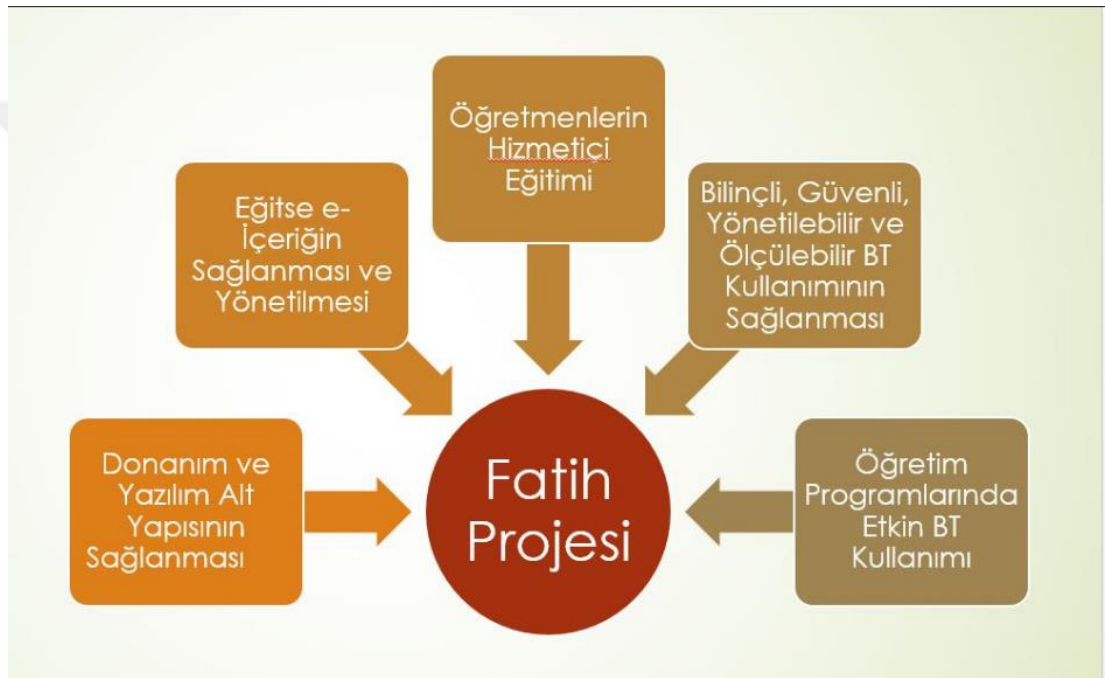 Öğretmenlerin
Hizmetiçi
Eğitimi
Eğitse e-
İçeriğin
Sağlanması ve
Yönetilmesi
Bilinçli, Güvenli,
Yönetilebilir ve
Ölçülebilir BT
Kullanımının
Sağlanması
Donanım ve
Yazılım Alt
Yapısının
Sağlanması
Fatih
Projesi
Öğretim
Programlarında
Etkin BT
Kullanımı